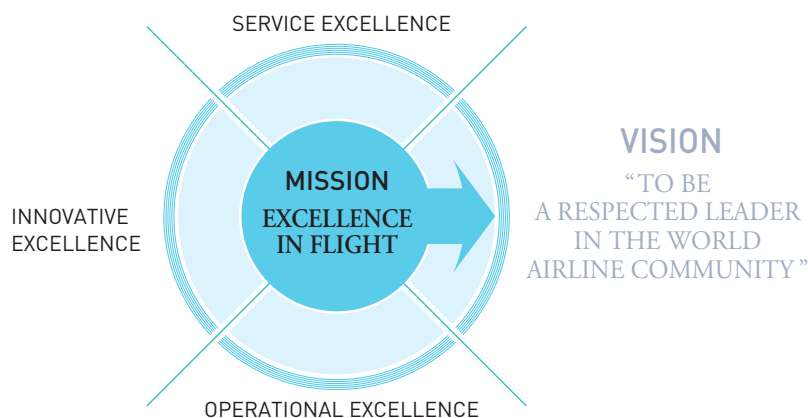 SERVICE EXCELLENCE
MISSION
EXCELLENCE
IN FLIGHT
INNOVATIVE
EXCELLENCE
VISION
“TO BE
A RESPECTED LEADER
IN THE WORLD
AIRLINE COMMUNITY”
OPERATIONAL EXCELLENCE